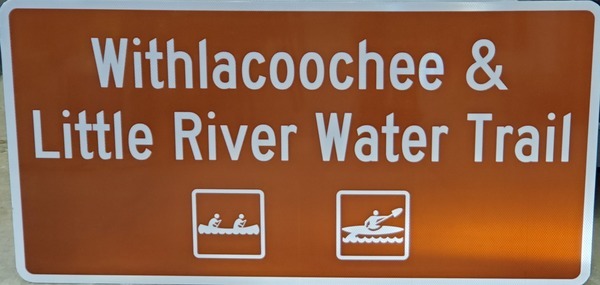 Withlacoochee &
Little River Water Trail